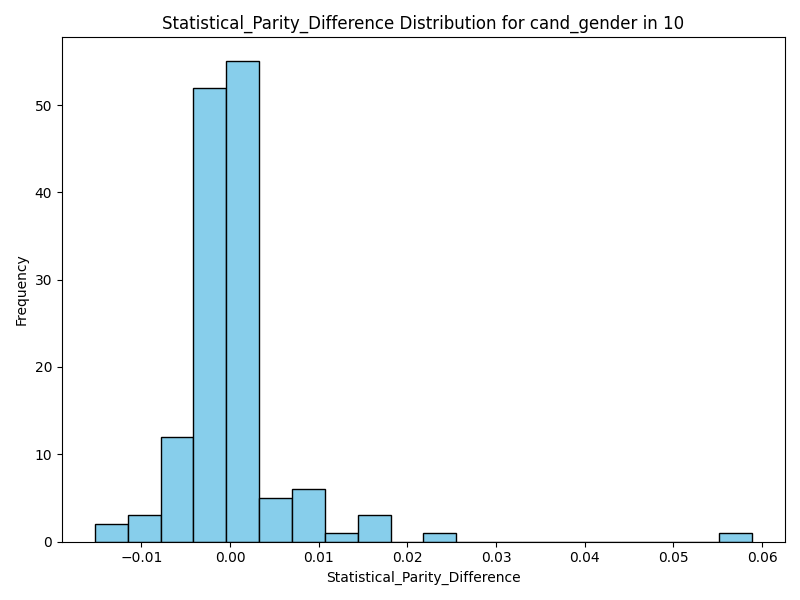 Statistical_Parity_Difference Distribution for cand_gender in 10
Frequency
50
40
30
20
10
0
−0.01 0.00 0.01 0.02 0.03 0.04 0.05 0.06
Statistical_Parity_Difference